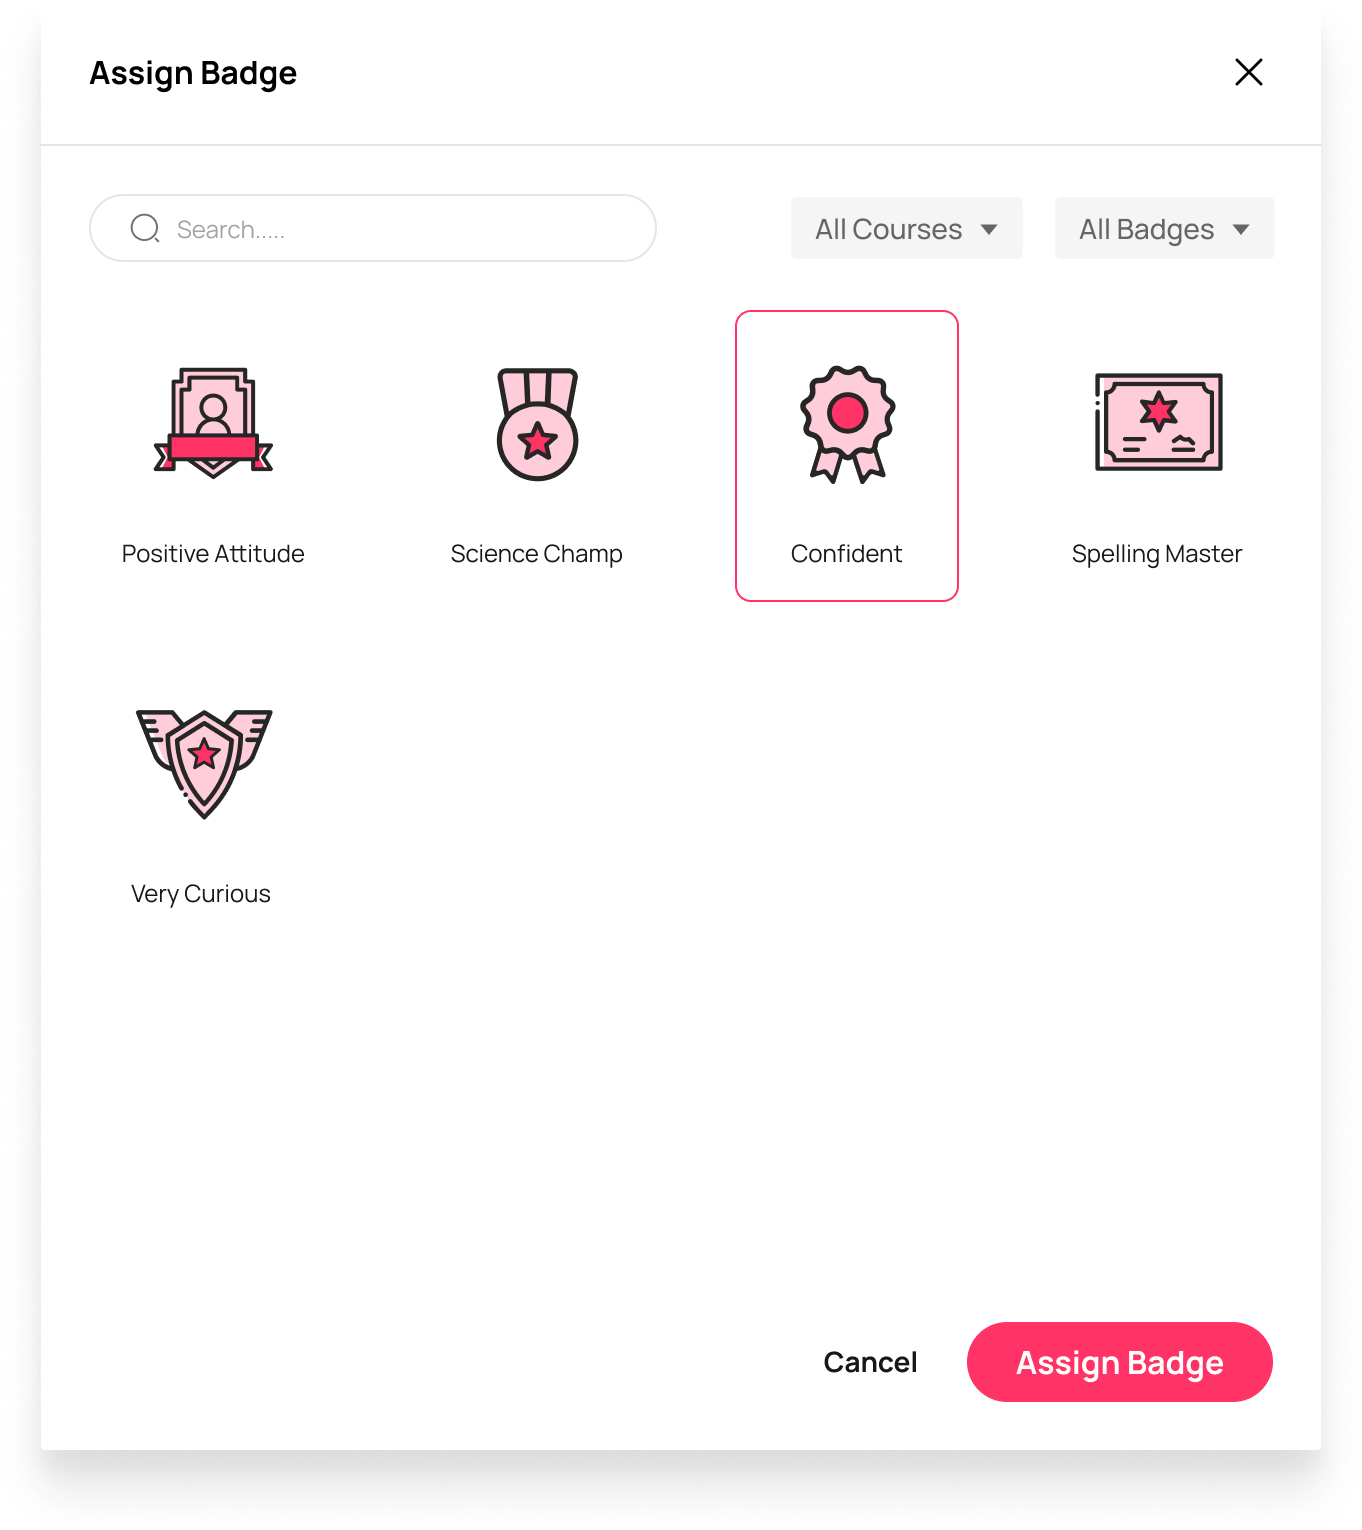 Assign Badge
Search.....
All Courses
All Badges
Positive Attitude
Science Champ
Confident
Spelling Master
Very Curious
Cancel
Assign Badge